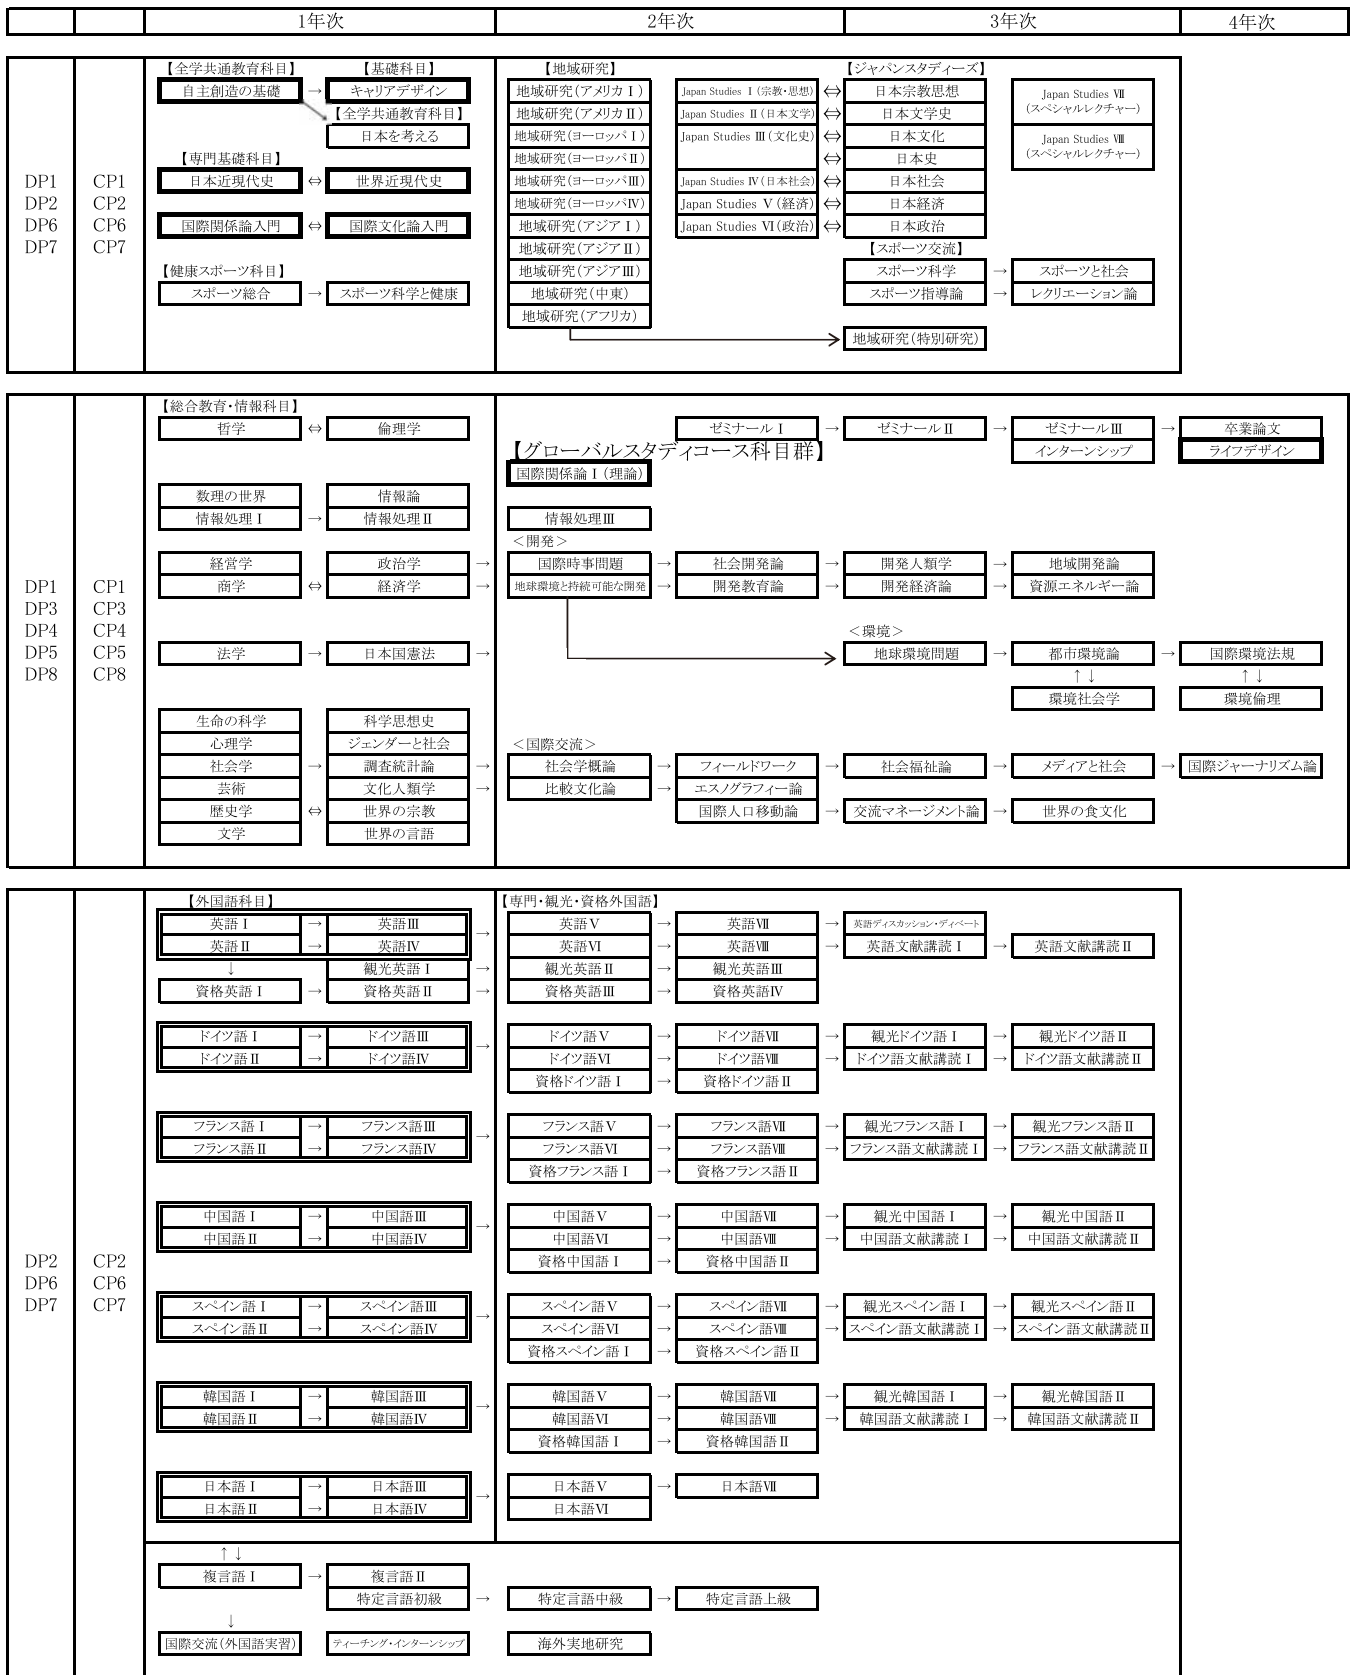 1年次 2年次 3年次 4年次
【全学共通教育科目】 【基礎科目】 【地域研究】 【ジャパンスタディーズ】
自主創造の基礎 → キャリアデザイン 地域研究(アメリカⅠ) Japan Studies Ⅰ(宗教・思想) ⇔ 日本宗教思想 Japan Studies Ⅶ
(スペシャルレクチャー)
【全学共通教育科目】 地域研究(アメリカⅡ) Japan Studies Ⅱ(日本文学) ⇔ 日本文学史
日本を考える 地域研究(ヨーロッパⅠ) Japan Studies Ⅲ(文化史) ⇔ 日本文化 Japan Studies Ⅷ
(スペシャルレクチャー)
【専門基礎科目】 地域研究(ヨーロッパⅡ) ⇔ 日本史
DP1 CP1 日本近現代史 ⇔ 世界近現代史 地域研究(ヨーロッパⅢ) Japan Studies Ⅳ(日本社会) ⇔ 日本社会
DP2 CP2 地域研究(ヨーロッパⅣ) Japan Studies Ⅴ(経済) ⇔ 日本経済
DP6 CP6 国際関係論入門 ⇔ 国際文化論入門 地域研究(アジアⅠ) Japan Studies Ⅵ(政治) ⇔ 日本政治
DP7 CP7 地域研究(アジアⅡ) 【スポーツ交流】
【健康スポーツ科目】 地域研究(アジアⅢ) スポーツ科学 → スポーツと社会
スポーツ総合 → スポーツ科学と健康 地域研究(中東) スポーツ指導論 → レクリエーション論
地域研究(アフリカ)
地域研究(特別研究)
【総合教育・情報科目】
哲学 ⇔ 倫理学 ゼミナールⅠ → ゼミナールⅡ → ゼミナールⅢ → 卒業論文
【グローバルスタディコース科目群】 インターンシップ ライフデザイン
国際関係論Ⅰ(理論)
数理の世界 情報論
情報処理Ⅰ → 情報処理Ⅱ 情報処理Ⅲ
<開発>
経営学 政治学 → 国際時事問題 → 社会開発論 → 開発人類学 → 地域開発論
DP1 CP1 商学 ⇔ 経済学 → 地球環境と持続可能な開発 → 開発教育論 → 開発経済論 → 資源エネルギー論
DP3 CP3
DP4 CP4 <環境>
DP5 CP5 法学 → 日本国憲法 → 地球環境問題 → 都市環境論 → 国際環境法規
DP8 CP8 ↑↓ ↑↓
環境社会学 環境倫理
生命の科学 科学思想史
心理学 ジェンダーと社会 <国際交流>
社会学 → 調査統計論 → 社会学概論 → フィールドワーク → 社会福祉論 → メディアと社会 → 国際ジャーナリズム論
芸術 文化人類学 → 比較文化論 → エスノグラフィー論
歴史学 ⇔ 世界の宗教 国際人口移動論 → 交流マネージメント論 → 世界の食文化
文学 世界の言語
【外国語科目】 【専門・観光・資格外国語】
英語Ⅰ → 英語Ⅲ → 英語Ⅴ → 英語Ⅶ → 英語ディスカッション・ディベート
英語Ⅱ → 英語Ⅳ 英語Ⅵ → 英語Ⅷ → 英語文献講読Ⅰ → 英語文献講読Ⅱ
↓ 観光英語Ⅰ → 観光英語Ⅱ → 観光英語Ⅲ
資格英語Ⅰ → 資格英語Ⅱ → 資格英語Ⅲ → 資格英語Ⅳ
ドイツ語Ⅰ → ドイツ語Ⅲ → ドイツ語Ⅴ → ドイツ語Ⅶ → 観光ドイツ語Ⅰ → 観光ドイツ語Ⅱ
ドイツ語Ⅱ → ドイツ語Ⅳ ドイツ語Ⅵ → ドイツ語Ⅷ → ドイツ語文献講読Ⅰ → ドイツ語文献講読Ⅱ
資格ドイツ語Ⅰ → 資格ドイツ語Ⅱ
フランス語Ⅰ → フランス語Ⅲ → フランス語Ⅴ → フランス語Ⅶ → 観光フランス語Ⅰ → 観光フランス語Ⅱ
フランス語Ⅱ → フランス語Ⅳ フランス語Ⅵ → フランス語Ⅷ → フランス語文献講読Ⅰ → フランス語文献講読Ⅱ
資格フランス語Ⅰ → 資格フランス語Ⅱ
中国語Ⅰ → 中国語Ⅲ → 中国語Ⅴ → 中国語Ⅶ → 観光中国語Ⅰ → 観光中国語Ⅱ
中国語Ⅱ → 中国語Ⅳ 中国語Ⅵ → 中国語Ⅷ → 中国語文献講読Ⅰ → 中国語文献講読Ⅱ
DP2 CP2 資格中国語Ⅰ → 資格中国語Ⅱ
DP6 CP6
DP7 CP7 スペイン語Ⅰ → スペイン語Ⅲ → スペイン語Ⅴ → スペイン語Ⅶ → 観光スペイン語Ⅰ → 観光スペイン語Ⅱ
スペイン語Ⅱ → スペイン語Ⅳ スペイン語Ⅵ → スペイン語Ⅷ → スペイン語文献講読Ⅰ → スペイン語文献講読Ⅱ
資格スペイン語Ⅰ → 資格スペイン語Ⅱ
韓国語Ⅰ → 韓国語Ⅲ → 韓国語Ⅴ → 韓国語Ⅶ → 観光韓国語Ⅰ → 観光韓国語Ⅱ
韓国語Ⅱ → 韓国語Ⅳ 韓国語Ⅵ → 韓国語Ⅷ → 韓国語文献講読Ⅰ → 韓国語文献講読Ⅱ
資格韓国語Ⅰ → 資格韓国語Ⅱ
日本語Ⅰ → 日本語Ⅲ → 日本語Ⅴ → 日本語Ⅶ
日本語Ⅱ → 日本語Ⅳ 日本語Ⅵ
↑↓
複言語Ⅰ → 複言語Ⅱ
特定言語初級 → 特定言語中級 → 特定言語上級
↓
国際交流(外国語実習) ティーチング・インターンシップ 海外実地研究